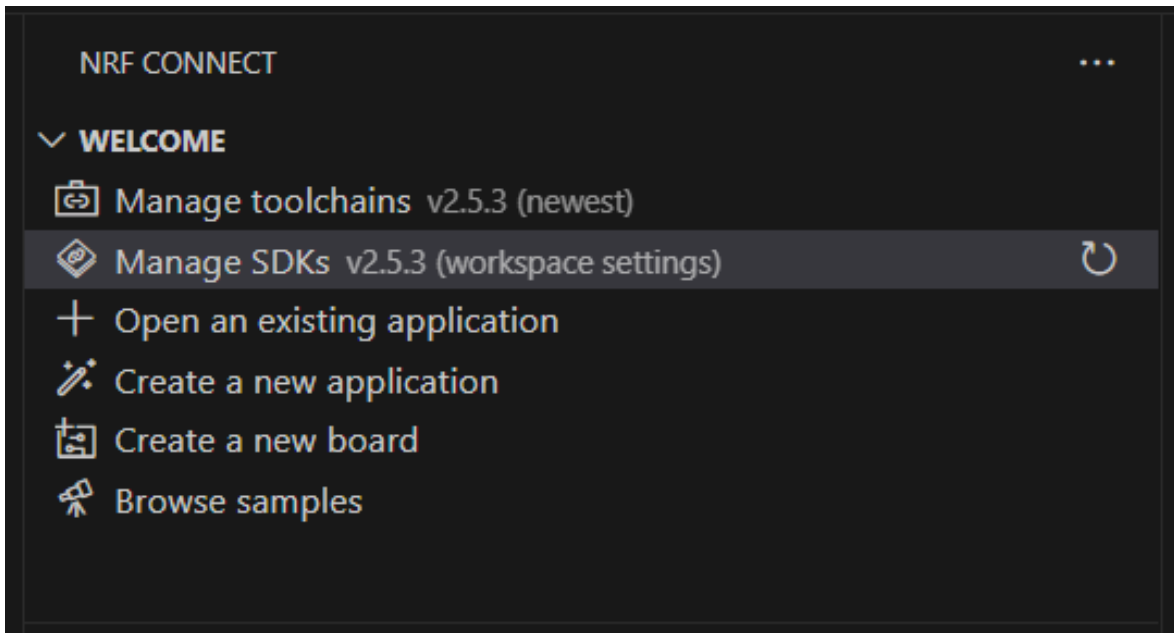 NRF CONNECT
WELCOME
Manage toolchains v2.5.3 (newest)
Manage SDKs v2.5.3 (workspace settings)
Open an existing application
Create a new application
Create a new board
Browse samples